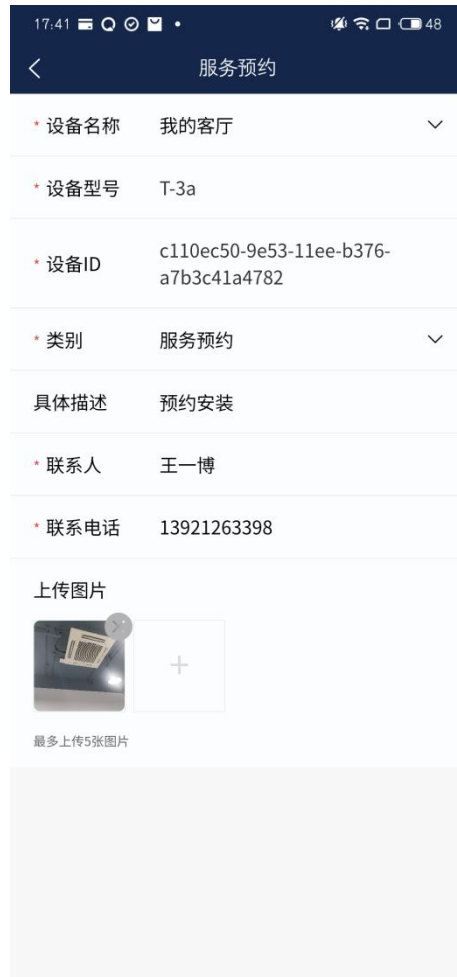 17:41 48
服务预约
* 设备名称 我的客厅
* 设备型号 T-3a
* 设备ID c110ec50-9e53-11ee-b376-
a7b3c41a4782
* 类别 服务预约
具体描述 预约安装
* 联系人 王一博
* 联系电话 13921263398
上传图片
最多上传5张图片